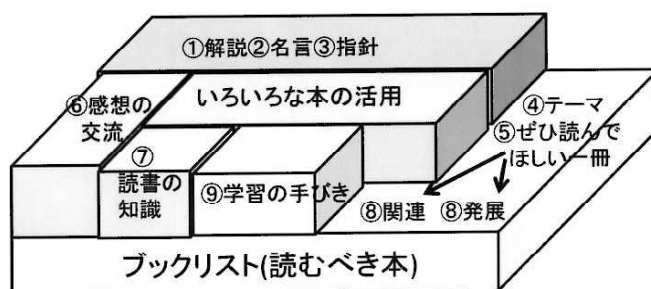 ①解説②名言③指針
⑥感想の
交流
いろいろな本の活用
④テーマ
⑤ぜひ読んで
ほしい一冊
⑦
読書の
知識
⑨学習の手びき
⑧関連 ⑧発展
ブックリスト(読むべき本)